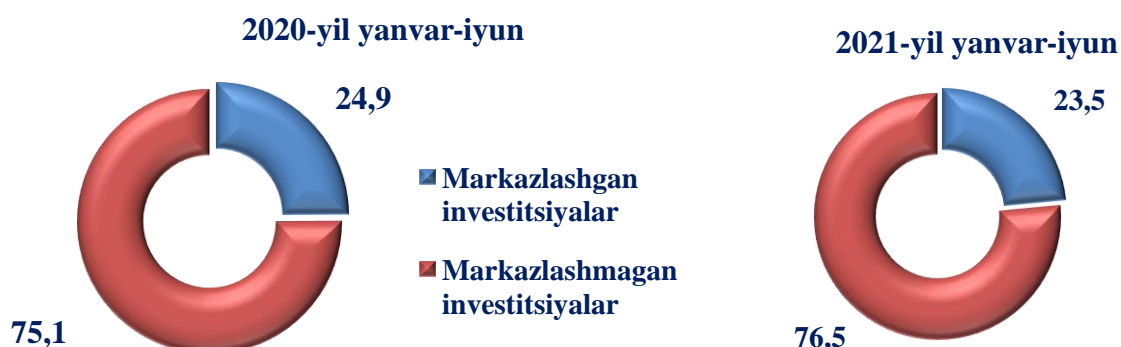 2020-yil yanvar-iyun
24,9
75,1
Markazlashgan
investitsiyalar
Markazlashmagan
investitsiyalar
2021-yil yanvar-iyun
23,5
76,5